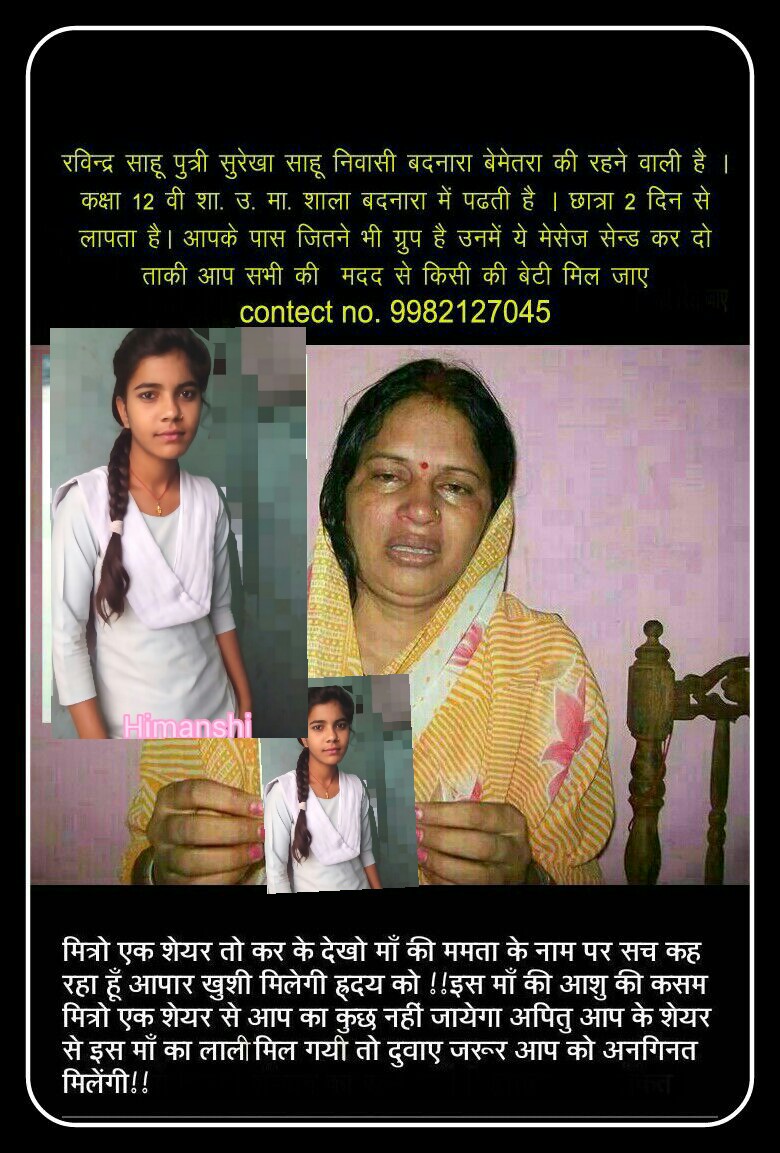 रविन्द्र साहू पुत्री सुरेखा साहू निवासी बदनारा बेमेतरा की रहने वाली है ।
कक्षा 12 वी शा. उ. मा. शाला बदनारा में पढती है । छात्रा 2 दिन से
लापता है। आपके पास जितने भी ग्रुप है उनमें ये मेसेज सेन्ड कर दो
ताकी आप सभी की मदद से किसी की बेटी मिल जाए
contect no. 9982127045
Himanshi
मित्रो एक शेयर तो कर के देखो माँ की ममता के नाम पर सच कह
रहा हूँ आपार खुशी मिलेगी ह्रदय को !!इस माँ की आशु की कसम
मित्रो एक शेयर से आप का कुछ नहीं जायेगा अपितु आप के शेयर
से इस माँ का लाली मिल गयी तो दुवाए जरूर आप को अनगिनत
मिलेंगी!!